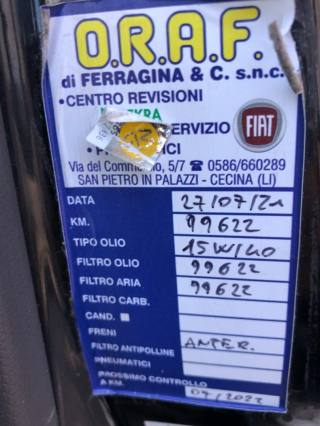 O.R.A.F.
di FERRAGINA & C. s.n.c.
•CENTRO REVISIONI
SERVIZIO FIAT
Via del Commercio, 5/7 ☎ 0586/660289
SAN PIETRO IN PALAZZI - CECINA (LI)
DATA 27/07/21
KM. 99622
TIPO OLIO 15W/40
FILTRO OLIO 99622
FILTRO ARIA 99622
FILTRO CARB.
CAND.
FRENI
FILTRO ANTIPOLLINE ANTER.
PNEUMATICI
PROSSIMO CONTROLLO
A KM. 07/2022